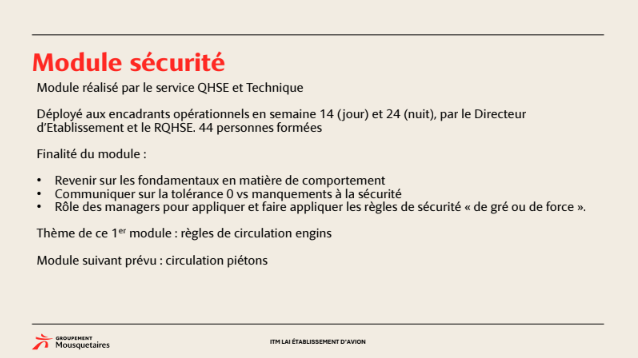 Module sécurité
Module réalisé par le service QHSE et Technique
Déployé aux encadrants opérationnels en semaine 14 (jour) et 24 (nuit), par le Directeur
d'Etablissement et le RQHSE. 44 personnes formées
Finalité du module :
• Revenir sur les fondamentaux en matière de comportement
• Communiquer sur la tolérance 0 vs manquements à la sécurité
• Rôle des managers pour appliquer et faire appliquer les règles de sécurité « de gré ou de force ».
Thème de ce 1er module : règles de circulation engins
Module suivant prévu : circulation piétons
GROUPEMENT
Mousquetaires
ITM LAI ÉTABLISSEMENT D'AVION